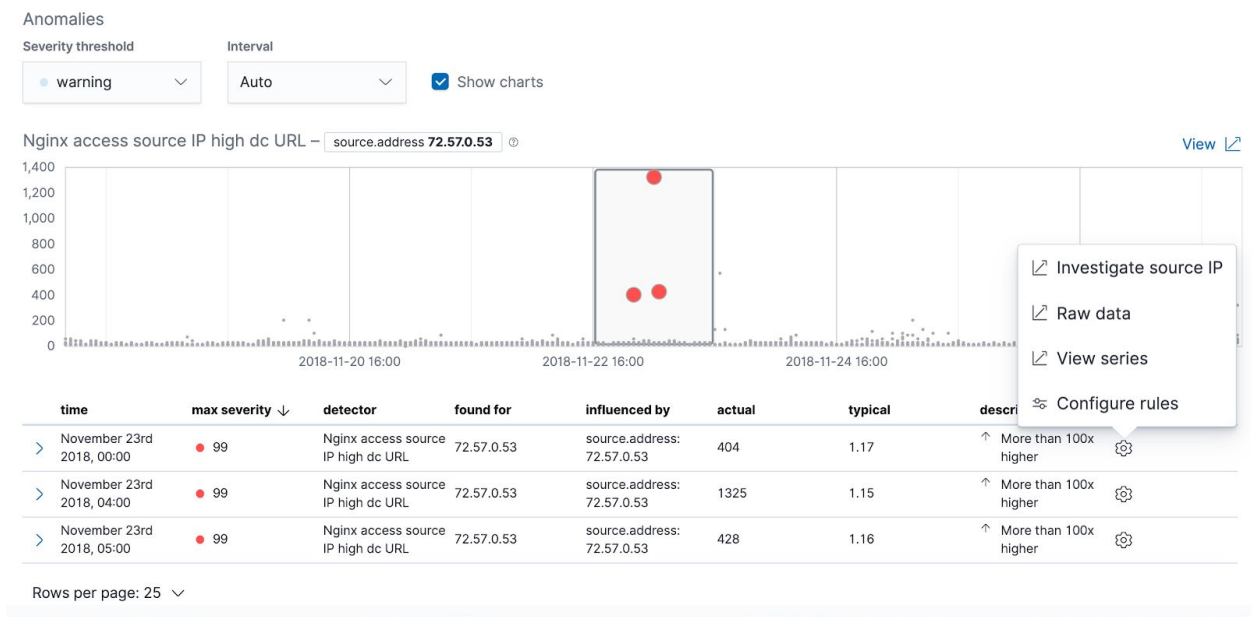 Anomalies
Severity threshold
Interval
warning
Auto
Show charts
Nginx access source IP high dc URL – source.address 72.57.0.53
View
1,400
1,200
1,000
800
600
400
200
0
2018-11-20 16:00
2018-11-22 16:00
2018-11-24 16:00
Investigate source IP
Raw data
View series
Configure rules
time max severity detector found for influenced by actual typical descri
November 23rd 2018, 00:00 99 Nginx access source IP high dc URL 72.57.0.53 source.address: 72.57.0.53 404 1.17 More than 100x higher
November 23rd 2018, 04:00 99 Nginx access source IP high dc URL 72.57.0.53 source.address: 72.57.0.53 1325 1.15 More than 100x higher
November 23rd 2018, 05:00 99 Nginx access source IP high dc URL 72.57.0.53 source.address: 72.57.0.53 428 1.16 More than 100x higher
Rows per page: 25